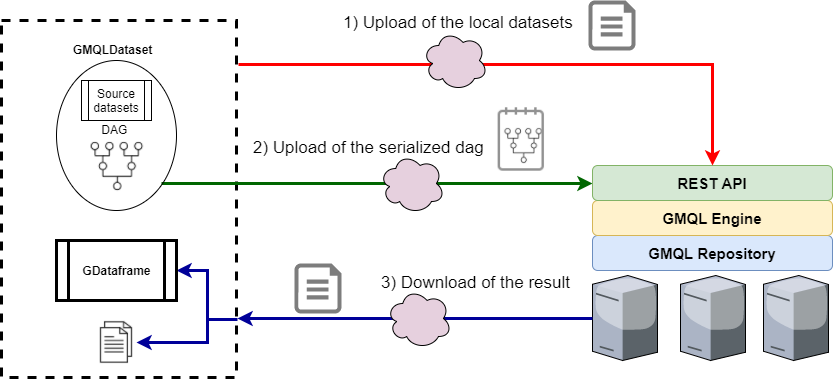 1) Upload of the local datasets
GMQLDataset
Source
datasets
DAG
2) Upload of the serialized dag
REST API
GMQL Engine
GMQL Repository
GDataframe
3) Download of the result